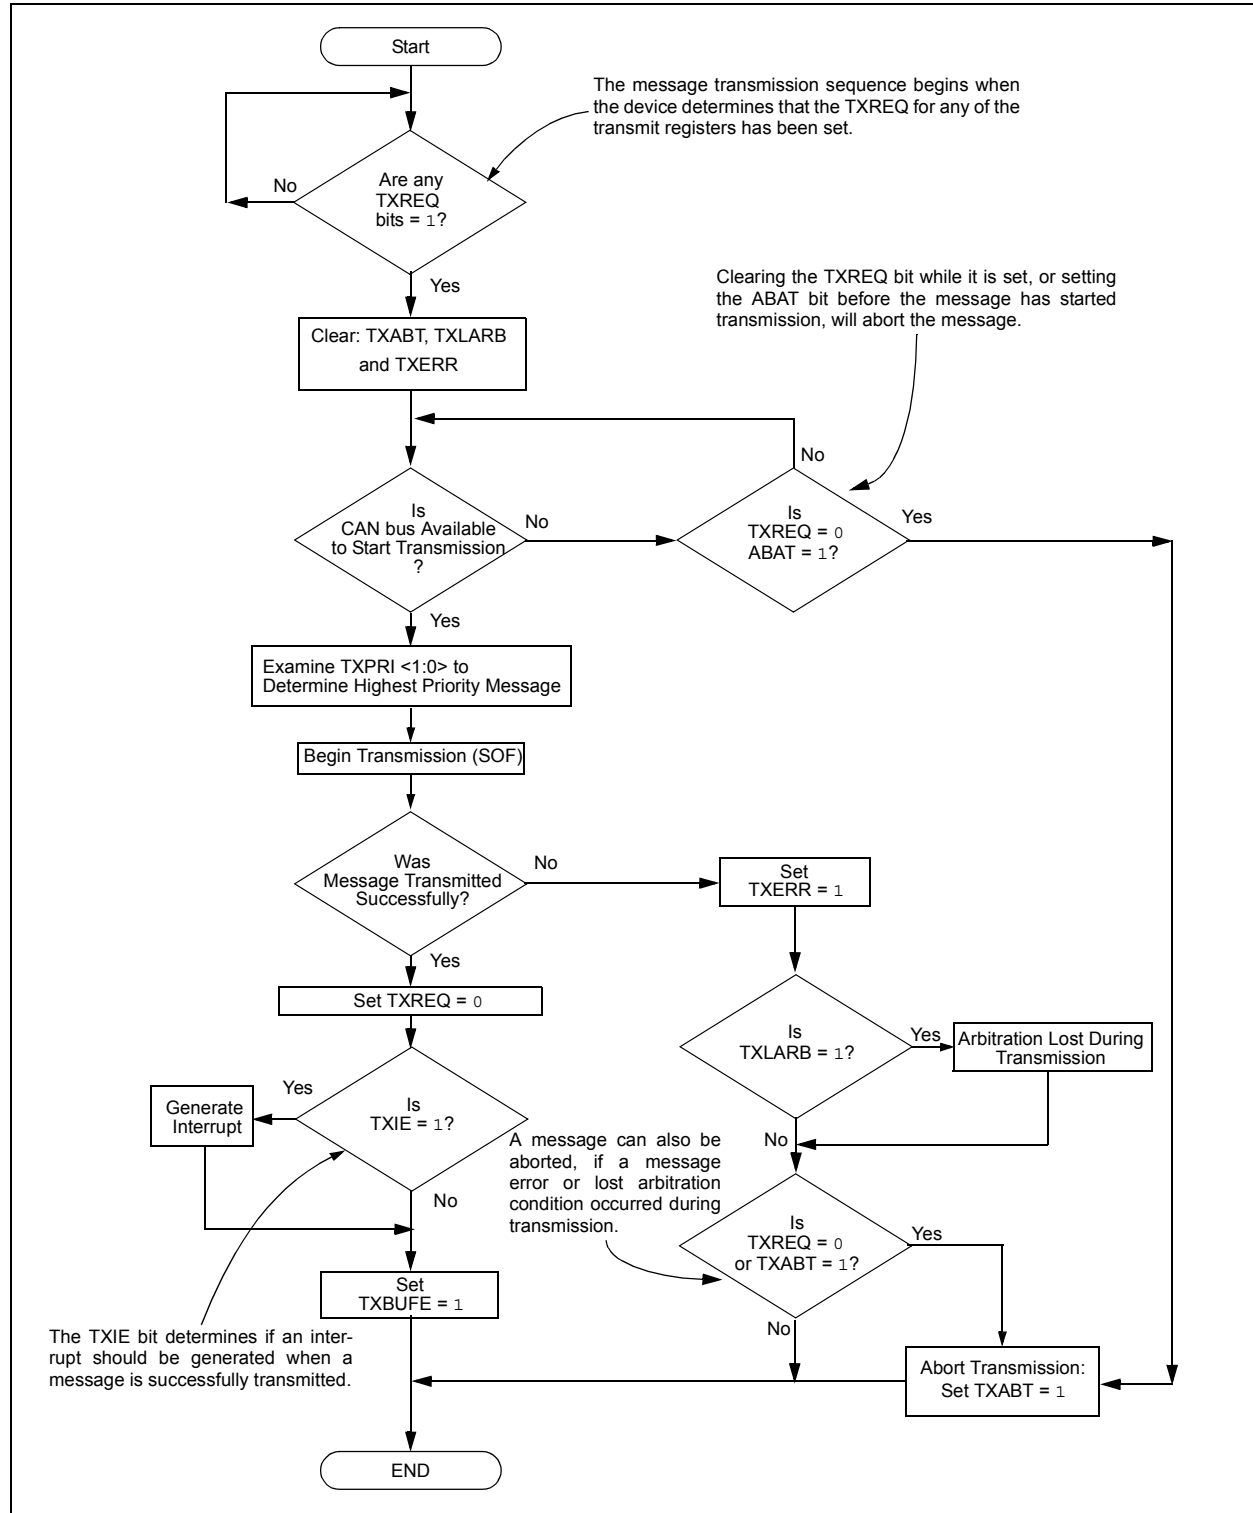 Start
The message transmission sequence begins when
the device determines that the TXREQ for any of the
transmit registers has been set.
Are any
TXREQ
bits = 1?
No
Yes
Clear: TXABT, TXLARB
and TXERR
Clearing the TXREQ bit while it is set, or setting
the ABAT bit before the message has started
transmission, will abort the message.
Is
CAN bus Available
to Start Transmission
?
No
Is
TXREQ = 0
ABAT = 1?
No
Yes
Yes
Examine TXPRI <1:0> to
Determine Highest Priority Message
Begin Transmission (SOF)
Was
Message Transmitted
Successfully?
No
Set
TXERR = 1
Yes
Set TXREQ = 0
Is
TXLARB = 1?
Yes
Arbitration Lost During
Transmission
Is
TXIE = 1?
Yes
Generate
Interrupt
No
No
A message can also be
aborted, if a message
error or lost arbitration
condition occurred during
transmission.
Is
TXREQ = 0
or TXABT = 1?
Yes
No
Set
TXBUFE = 1
The TXIE bit determines if an inter-
rupt should be generated when a
message is successfully transmitted.
Abort Transmission:
Set TXABT = 1
END